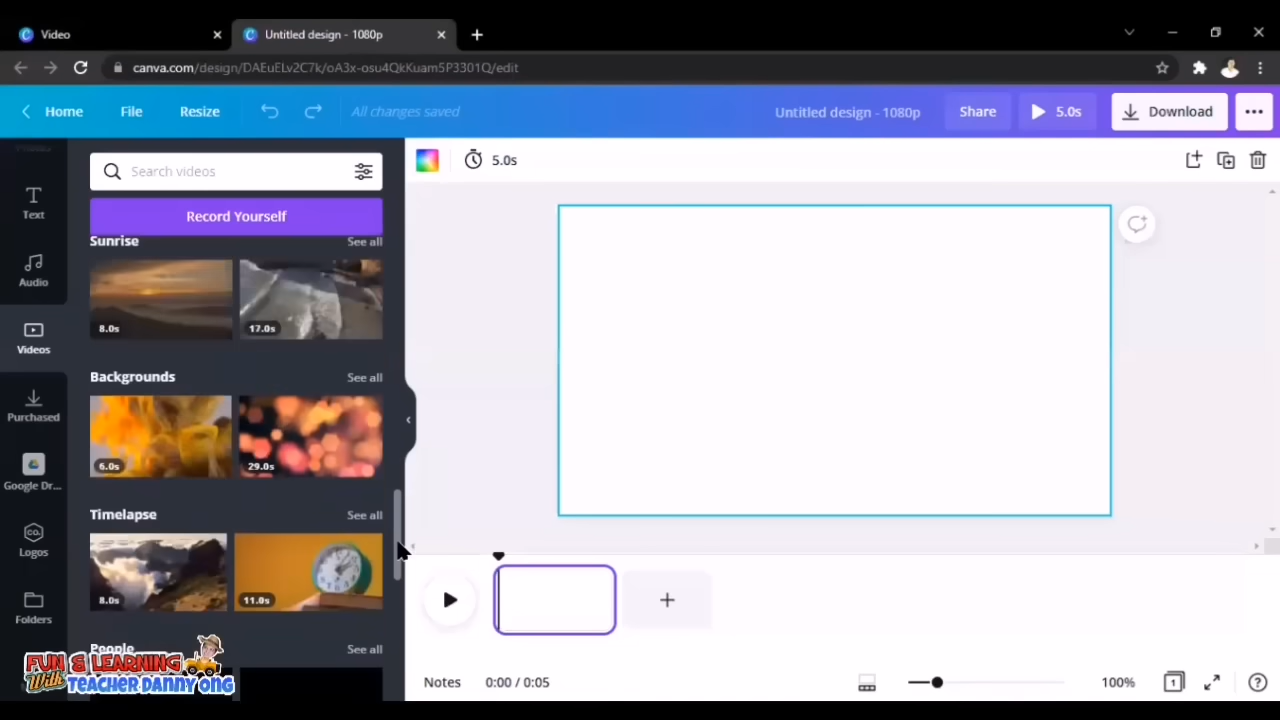 Video
Untitled design - 1080p
canva.com/design/DAEuELv2C7k/oA3x-osu4QkKuam5P3301Q/edit
Home File Resize All changes saved Untitled design - 1080p Share 5.0s Download
Search videos
5.0s
Record Yourself
Text
Audio
Videos
Purchased
Google Dr...
CO.
Logos
Folders
Sunrise See all
8.0s 17.0s
Backgrounds See all
6.0s 29.0s
Timelapse See all
8.0s 11.0s
People See all
FUN & LEARNING
With TEACHER DANNY ONG
Notes 0:00 / 0:05 100% 1